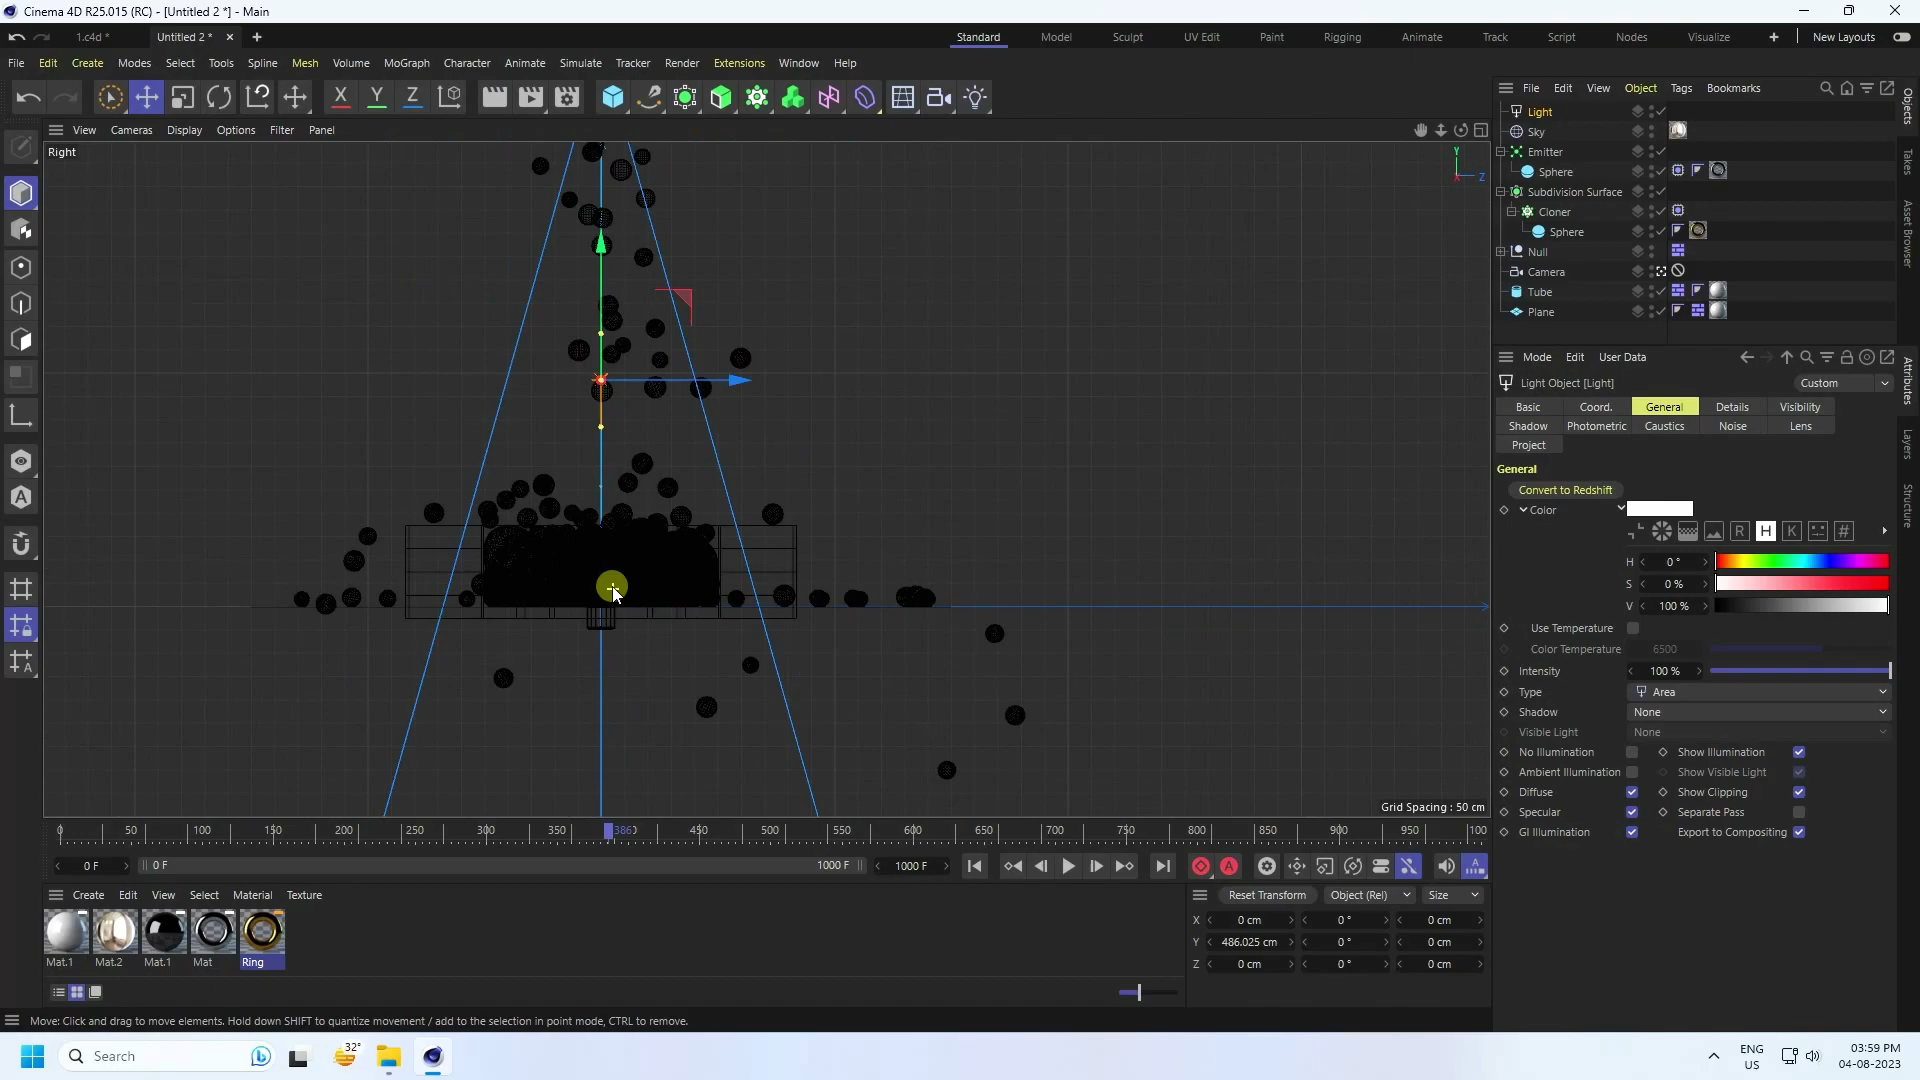 Cinema 4D R25.015 (RC) - [Untitled 2 *] - Main
1.c4d * Untitled 2 * Standard Model Sculpt UV Edit Paint Rigging Animate Track Script Nodes Visualize New Layouts
File Edit Create Modes Select Tools Spline Mesh Volume MoGraph Character Animate Simulate Tracker Render Extensions Window Help
X Y Z
File Edit View Object Tags Bookmarks
View Cameras Display Options Filter Panel
Right
Y
Z
X
Light
Sky
Emitter
Sphere
Subdivision Surface
Cloner
Sphere
Null
Camera
Tube
Plane
Objects
Takes
Asset Browser
Mode Edit User Data
Light Object [Light] Custom
Basic Coord. General Details Visibility
Shadow Photometric Caustics Noise Lens
Project
General
Convert to Redshift
Color
R H K #
H 0 °
S 0 %
V 100 %
Use Temperature
Color Temperature 6500
Intensity 100 %
Type Area
Shadow None
Visible Light None
No Illumination Show Illumination
Ambient Illumination Show Visible Light
Diffuse Show Clipping
Specular Separate Pass
GI Illumination Export to Compositing
Attributes
Layers
Structure
Grid Spacing : 50 cm
0 50 100 150 200 250 300 350 386 450 500 550 600 650 700 750 800 850 900 950 100
0 F 0 F 1000 F 1000 F
Create Edit View Select Material Texture
Mat.1 Mat.2 Mat.1 Mat Ring
Reset Transform Object (Rel) Size
X 0 cm 0 ° 0 cm
Y 486.025 cm 0 ° 0 cm
Z 0 cm 0 ° 0 cm
Move: Click and drag to move elements. Hold down SHIFT to quantize movement / add to the selection in point mode, CTRL to remove.
Search
32°
ENG
US
03:59 PM
04-08-2023